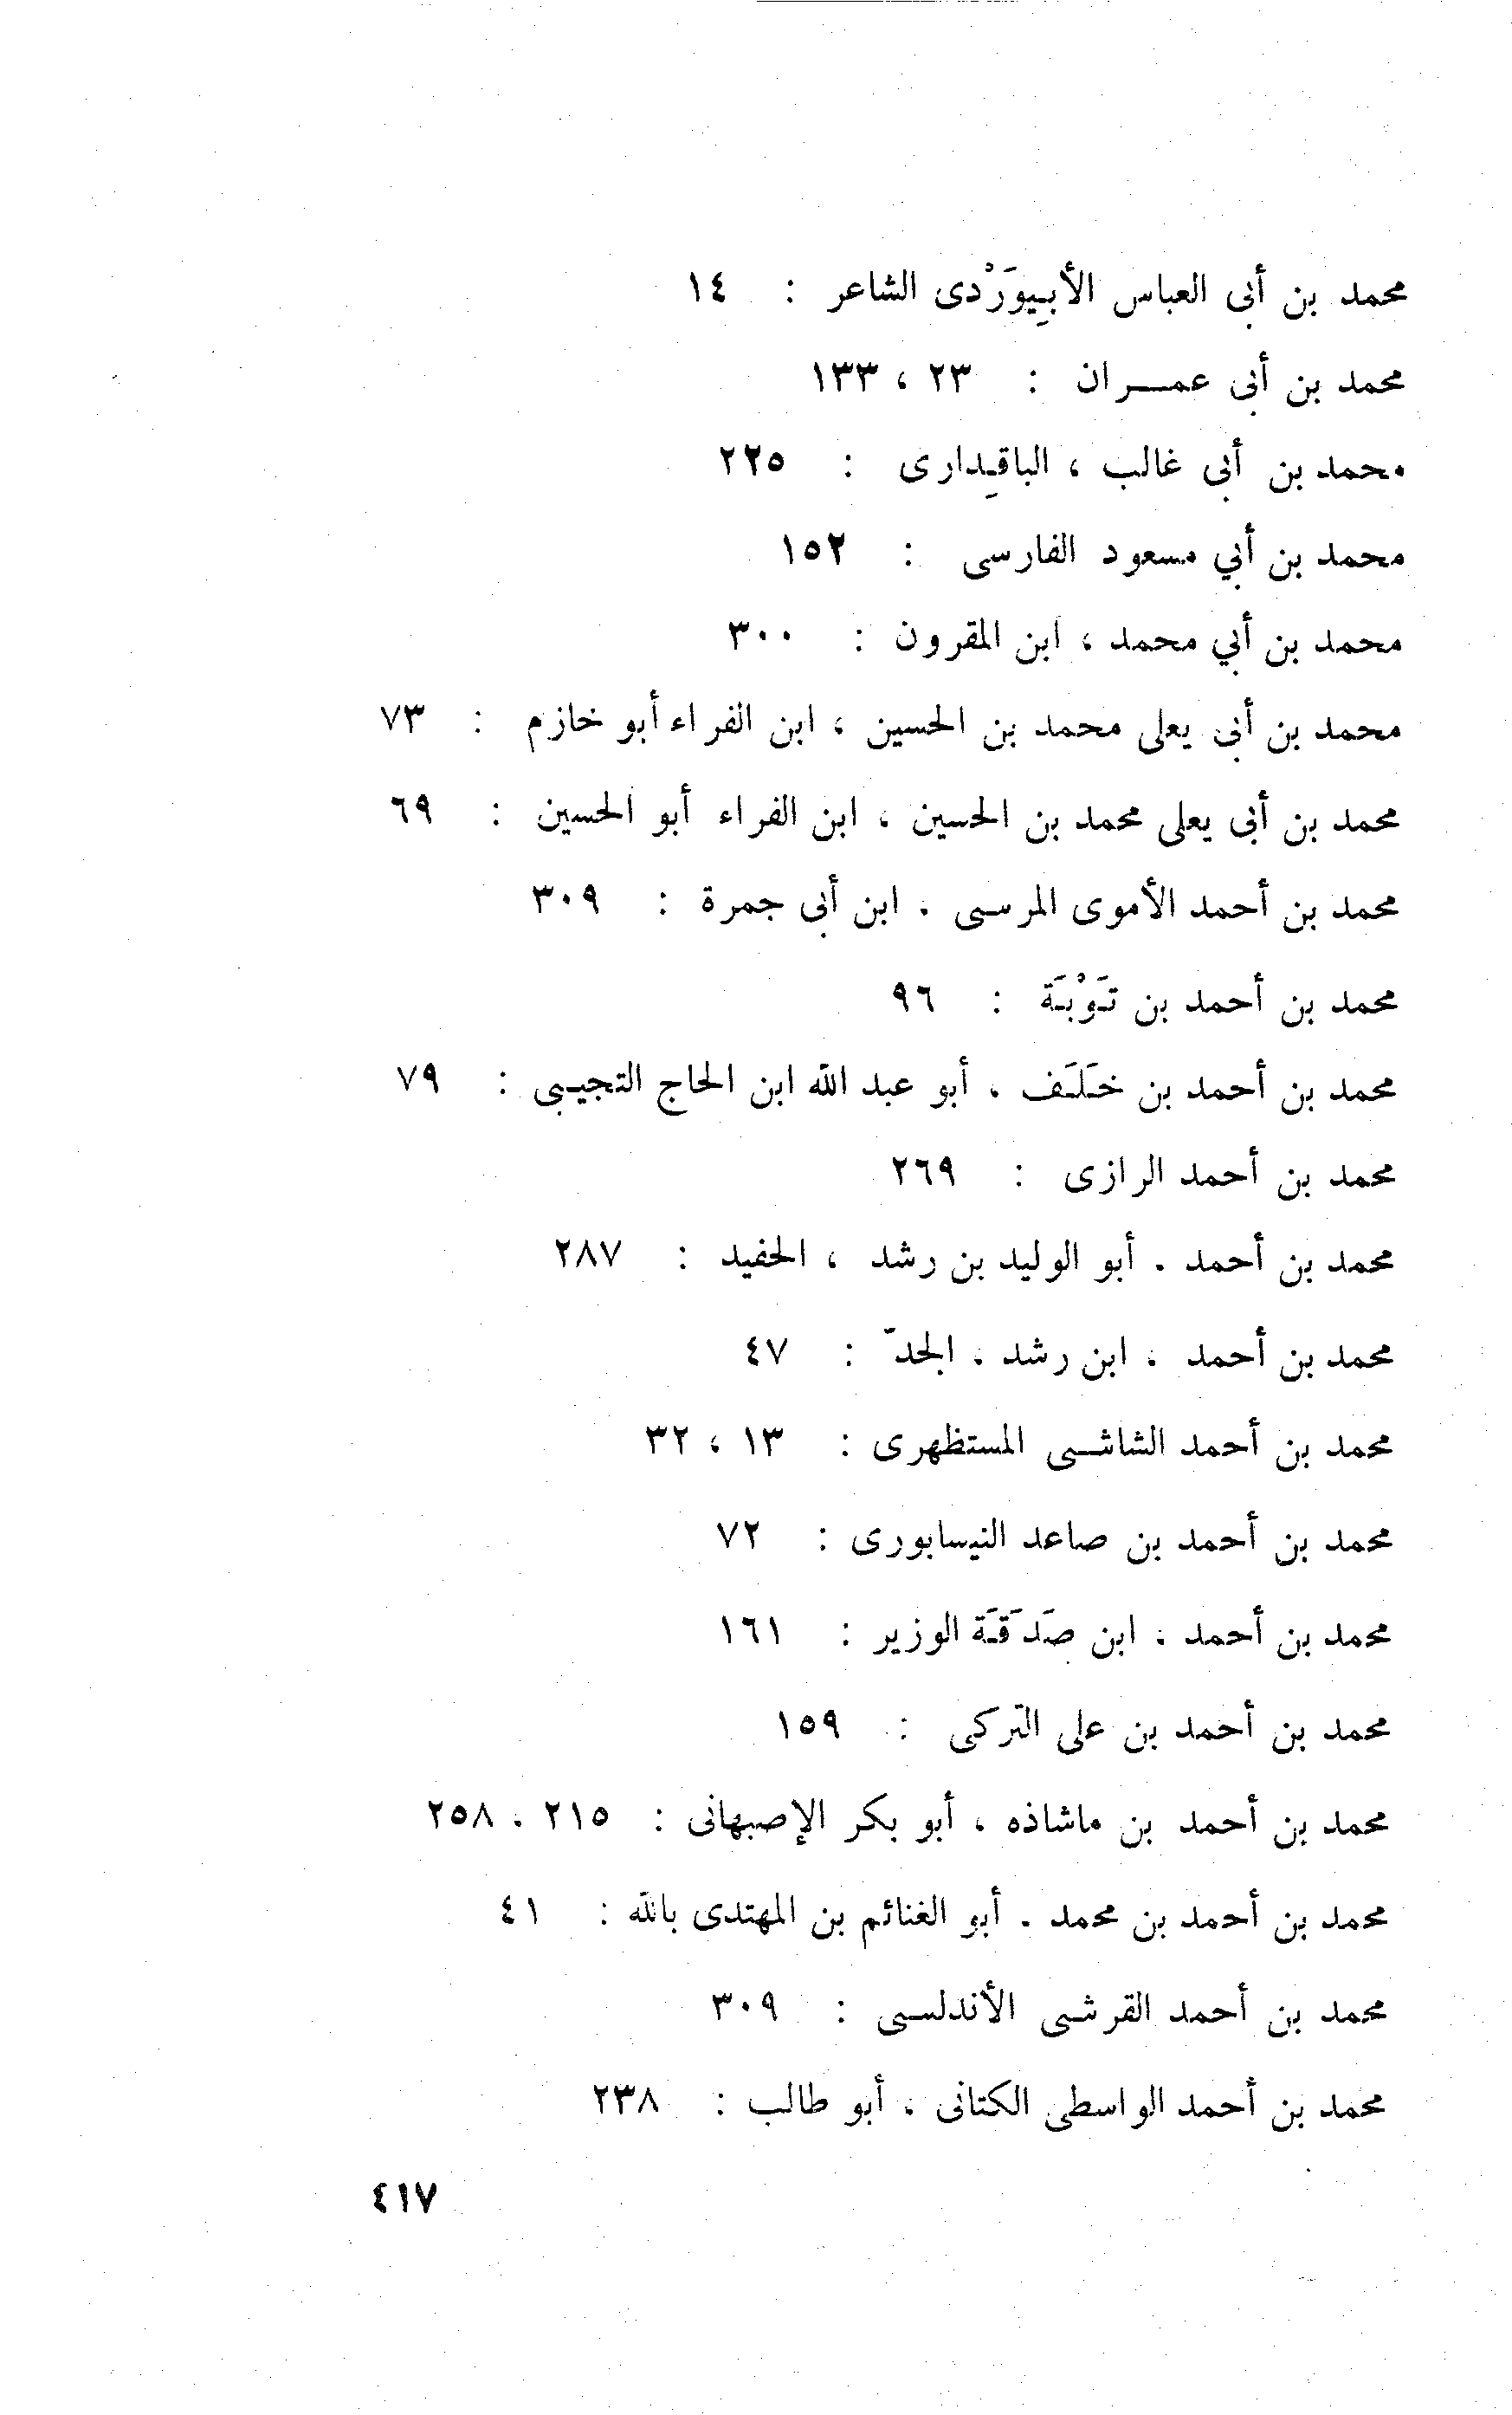 محمد بن أبى العباس الأبِيوَرْدى الشاعر : ١٤
محمد بن أبى عمـــران : ٢٣ ، ١٣٣
محمد بن أبى غالب ، الباقِدارى : ٢٢٥
محمد بن أبي مسعود الفارسى : ١٥٢
محمد بن أبي محمد ، ابن المقرون : ٣٠٠
محمد بن أبى يعلى محمد بن الحسين ، ابن الفراء أبو خازم : ٧٣
محمد بن أبى يعلى محمد بن الحسين ، ابن الفراء أبو الحسين : ٦٩
محمد بن أحمد الأموى المرسى . ابن أبى جمرة : ٣٠٩
محمد بن أحمد بن تَوْبَة : ٩٦
محمد بن أحمد بن خَلَف ، أبو عبد الله ابن الحاج التجيـبى : ٧٩
محمد بن أحمد الرازى : ٢٦٩
محمد بن أحمد . أبو الوليد بن رشد ، الحفيد : ٢٨٧
محمد بن أحمد ، ابن رشد . الجدّ : ٤٧
محمد بن أحمد الشاشـى المستظهرى : ١٣ ، ٣٢
محمد بن أحمد بن صاعد النيسابورى : ٧٢
محمد بن أحمد ، ابن صَدَقَة الوزير : ١٦١
محمد بن أحمد بن على التركى : ١٥٩
محمد بن أحمد بن ماشاذه ، أبو بكر الإصبهانى : ٢١٥ . ٢٥٨
محمد بن أحمد بن محمد . أبو الغنائم بن المهتدى بالله : ٤١
محمد بن أحمد القرشـى الأندلسـى : ٣٠٩
محمد بن أحمد الواسطى الكتانى ، أبو طالب : ٢٣٨
٤١٧